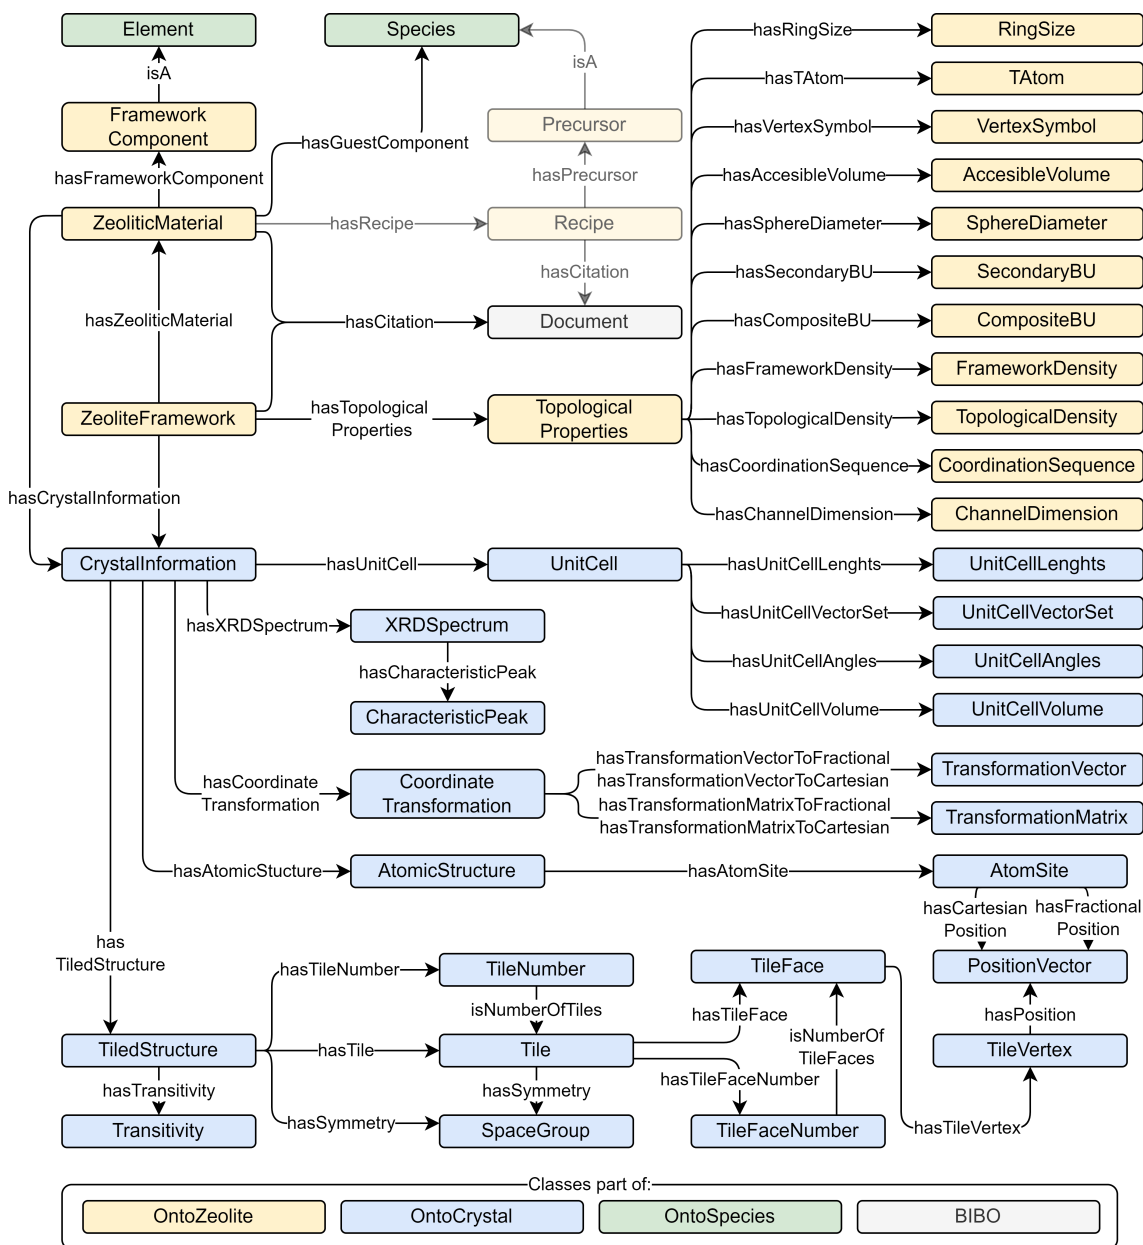 Element
Species
hasRingSize
RingSize
isA
isA
hasTAtom
TAtom
Framework
Component
Precursor
hasVertexSymbol
VertexSymbol
hasGuestComponent
hasFrameworkComponent
hasPrecursor
hasAccesibleVolume
AccesibleVolume
ZeoliticMaterial
hasRecipe
Recipe
hasSphereDiameter
SphereDiameter
hasCitation
hasSecondaryBU
SecondaryBU
hasZeoliticMaterial
hasCitation
Document
hasCompositeBU
CompositeBU
hasFrameworkDensity
FrameworkDensity
ZeoliteFramework
hasTopological
Properties
Topological
Properties
hasTopologicalDensity
TopologicalDensity
hasCoordinationSequence
CoordinationSequence
hasCrystalInformation
hasChannelDimension
ChannelDimension
CrystalInformation
hasUnitCell
UnitCell
hasUnitCellLenghts
UnitCellLenghts
hasXRDSpectrum
XRDSpectrum
hasUnitCellVectorSet
UnitCellVectorSet
hasCharacteristicPeak
hasUnitCellAngles
UnitCellAngles
CharacteristicPeak
hasUnitCellVolume
UnitCellVolume
hasCoordinate
Transformation
Coordinate
Transformation
hasTransformationVectorToFractional
hasTransformationVectorToCartesian
TransformationVector
hasTransformationMatrixToFractional
hasTransformationMatrixToCartesian
TransformationMatrix
hasAtomicStucture
AtomicStructure
hasAtomSite
AtomSite
hasCartesian
Position
hasFractional
Position
has
TiledStructure
hasTileNumber
TileNumber
TileFace
PositionVector
isNumberOfTiles
hasTileFace
isNumberOf
TileFaces
hasPosition
TiledStructure
hasTile
Tile
TileVertex
hasTransitivity
hasSymmetry
hasTileFaceNumber
Transitivity
hasSymmetry
SpaceGroup
TileFaceNumber
hasTileVertex
Classes part of:
OntoZeolite
OntoCrystal
OntoSpecies
BIBO